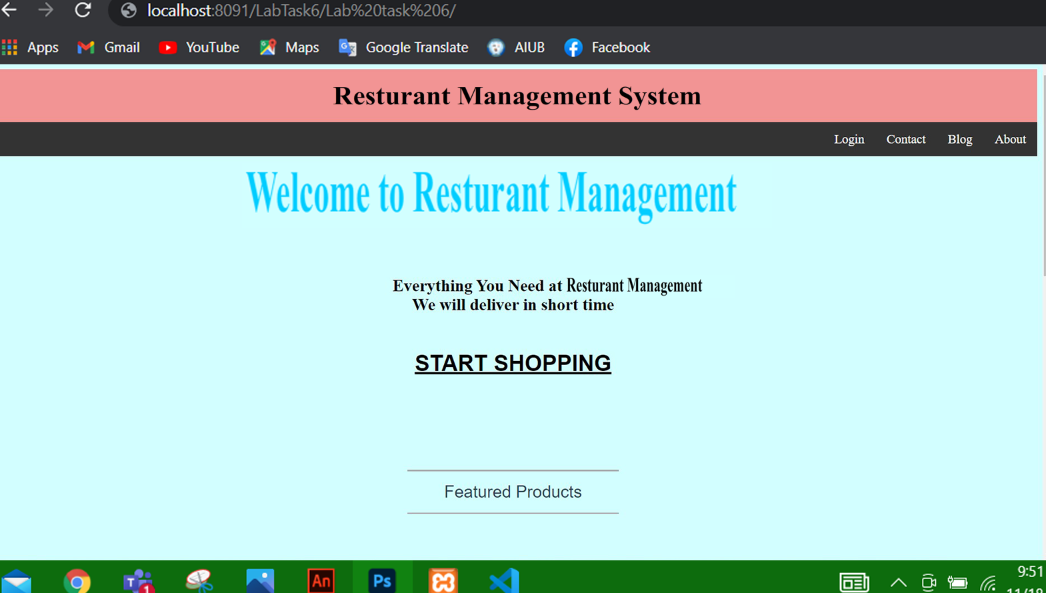 localhost:8091/LabTask6/Lab%20task%206/
Apps Gmail YouTube Maps Google Translate AIUB Facebook
Resturant Management System
Login Contact Blog About
Welcome to Resturant Management
Everything You Need at Resturant Management
We will deliver in short time
START SHOPPING
Featured Products
T 1 An Ps
9:51